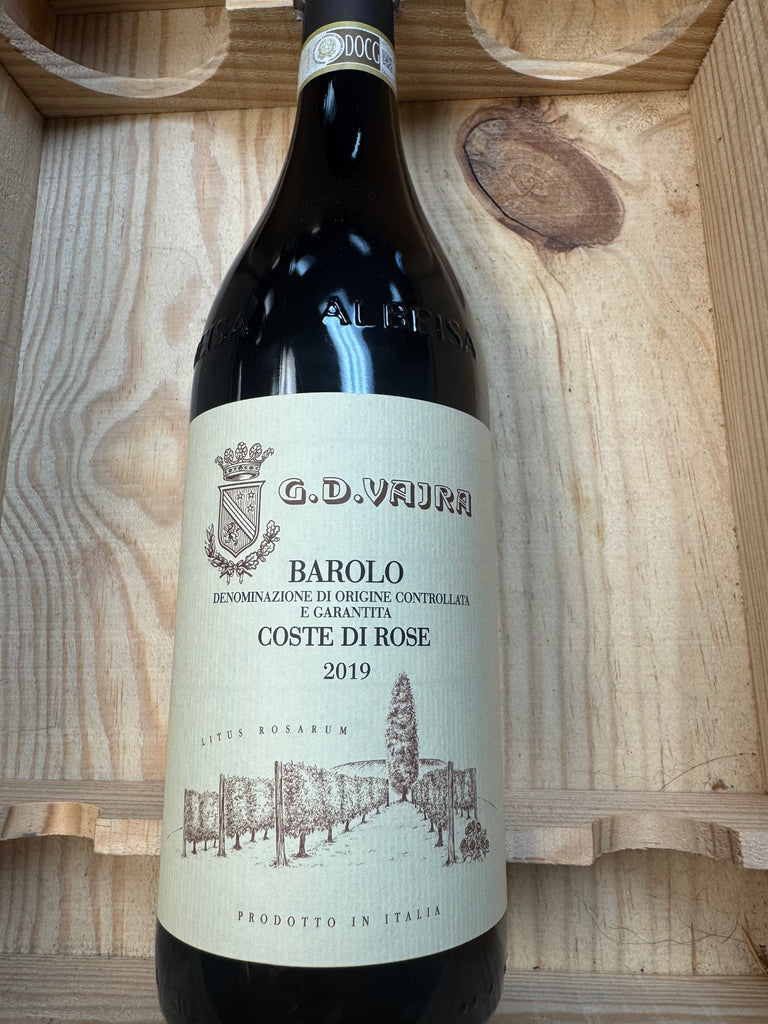 DOCG
ALBEISA
G.D.VAJRA
BAROLO
DENOMINAZIONE DI ORIGINE CONTROLLATA
E GARANTITA
COSTE DI ROSE
2019
LITUS ROSARUM
PRODOTTO IN ITALIA